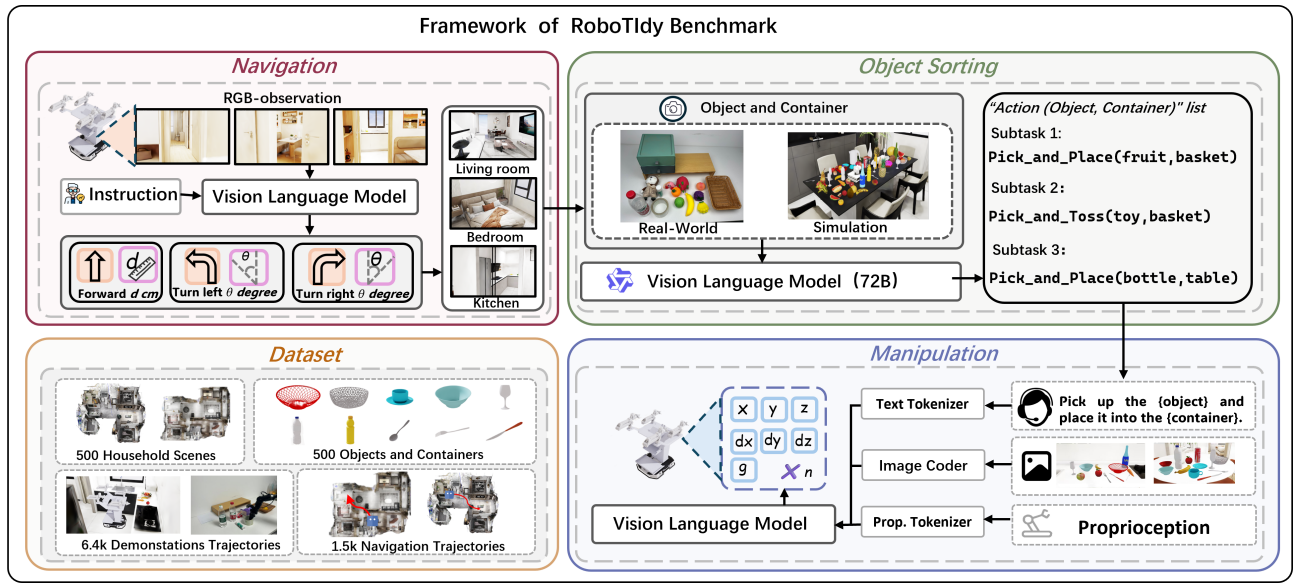 Framework of RoboTIdy Benchmark
Navigation
RGB-observation
Instruction
Vision Language Model
Forward d cm
Turn left θ degree
Turn right θ degree
d
θ
θ
Living room
Bedroom
Kitchen
Object Sorting
Object and Container
Real-World
Simulation
Vision Language Model (72B)
“Action (Object, Container)" list
Subtask 1:
Pick_and_Place(fruit,basket)
Subtask 2:
Pick_and_Toss(toy,basket)
Subtask 3:
Pick_and_Place(bottle,table)
Dataset
500 Household Scenes
500 Objects and Containers
6.4k Demonstations Trajectories
1.5k Navigation Trajectories
Manipulation
x y z
dx dy dz
g × n
Vision Language Model
Text Tokenizer
Image Coder
Prop. Tokenizer
Pick up the {object} and
place it into the {container}.
Proprioception